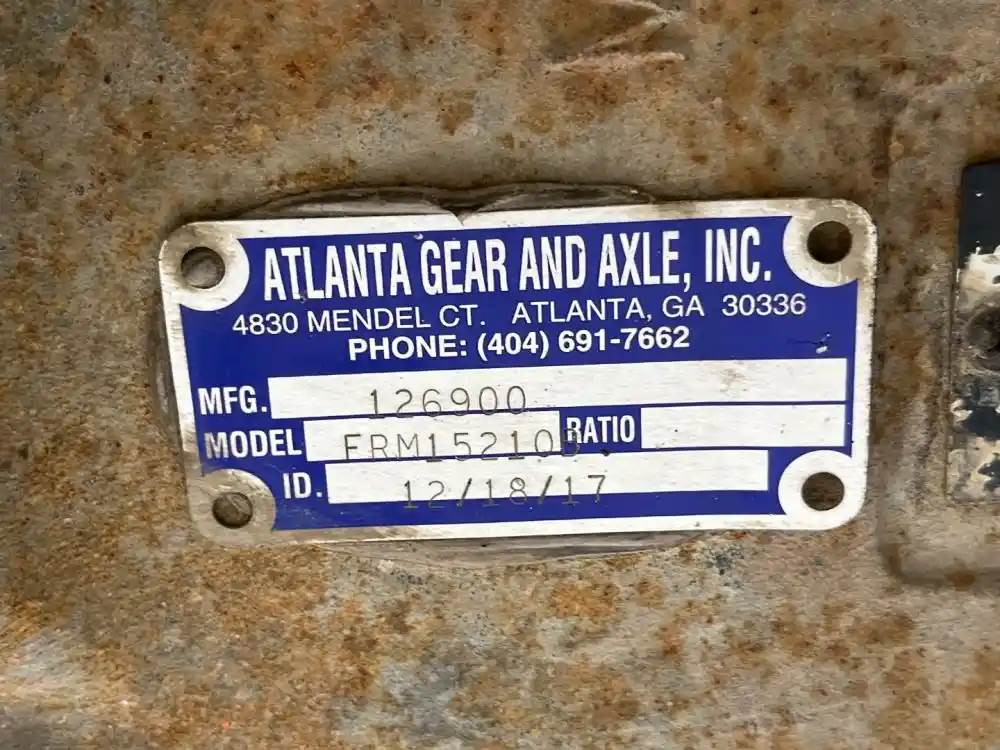 ATLANTA GEAR AND AXLE, INC.
4830 MENDEL CT. ATLANTA, GA 30336
PHONE: (404) 691-7662
MFG. 126900
MODEL RATIO
ID. 12/18/17